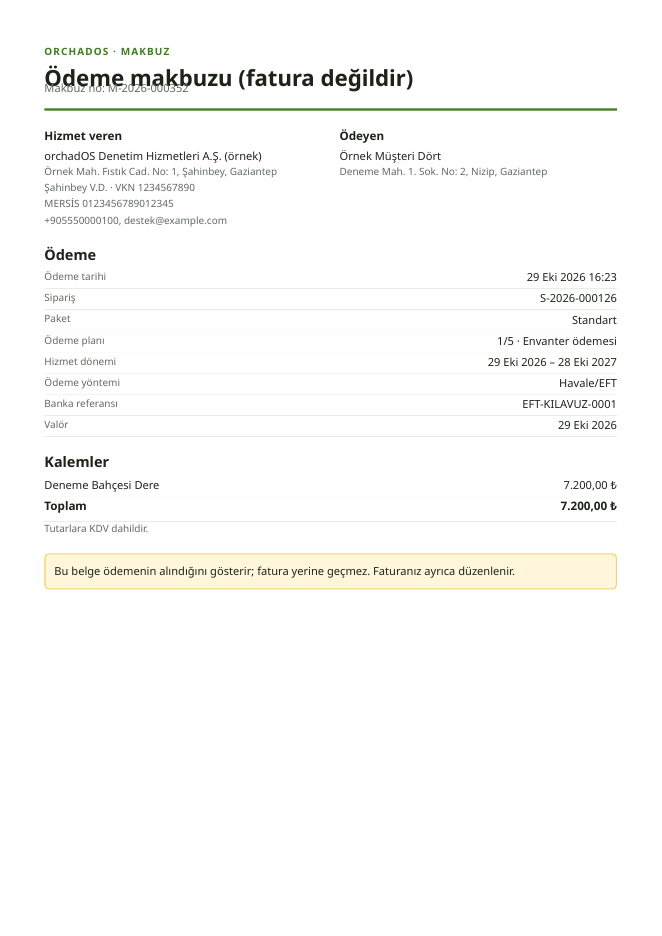 ORCHADOS · MAKBUZ
Ödeme makbuzu (fatura değildir)
Makbuz no: M-2026-000352
Hizmet veren
orchadOS Denetim Hizmetleri A.Ş. (örnek)
Örnek Mah. Fıstık Cad. No: 1, Şahinbey, Gaziantep
Şahinbey V.D. · VKN 1234567890
MERSİS 0123456789012345
+905550000100, destek@example.com
Ödeyen
Örnek Müşteri Dört
Deneme Mah. 1. Sok. No: 2, Nizip, Gaziantep
Ödeme
Ödeme tarihi 29 Eki 2026 16:23
Sipariş S-2026-000126
Paket Standart
Ödeme planı 1/5 · Envanter ödemesi
Hizmet dönemi 29 Eki 2026 – 28 Eki 2027
Ödeme yöntemi Havale/EFT
Banka referansı EFT-KILAVUZ-0001
Valör 29 Eki 2026
Kalemler
Deneme Bahçesi Dere 7.200,00 ₺
Toplam 7.200,00 ₺
Tutarlara KDV dahildir.
Bu belge ödemenin alındığını gösterir; fatura yerine geçmez. Faturanız ayrıca düzenlenir.